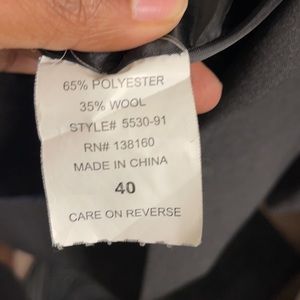 65% POLYESTER
35% WOOL
STYLE# 5530-91
RN# 138160
MADE IN CHINA
40
CARE ON REVERSE